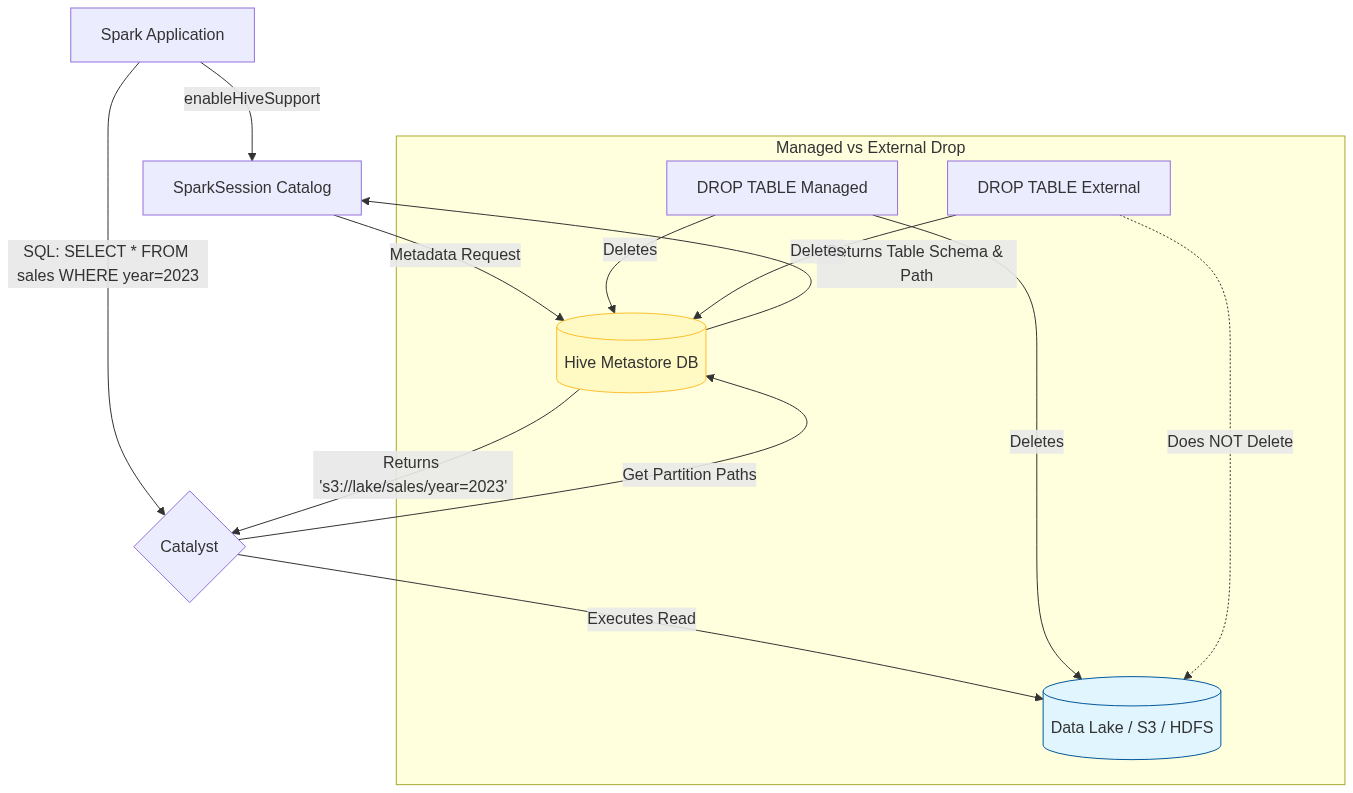 Spark Application
enableHiveSupport
Managed vs External Drop
SparkSession Catalog
DROP TABLE Managed
DROP TABLE External
SQL: SELECT * FROM
sales WHERE year=2023
Metadata Request
Deletes
Deletes
Table Schema &
Path
Hive Metastore DB
Deletes
Does NOT Delete
Returns
's3://lake/sales/year=2023'
Get Partition Paths
Catalyst
Executes Read
Data Lake / S3 / HDFS